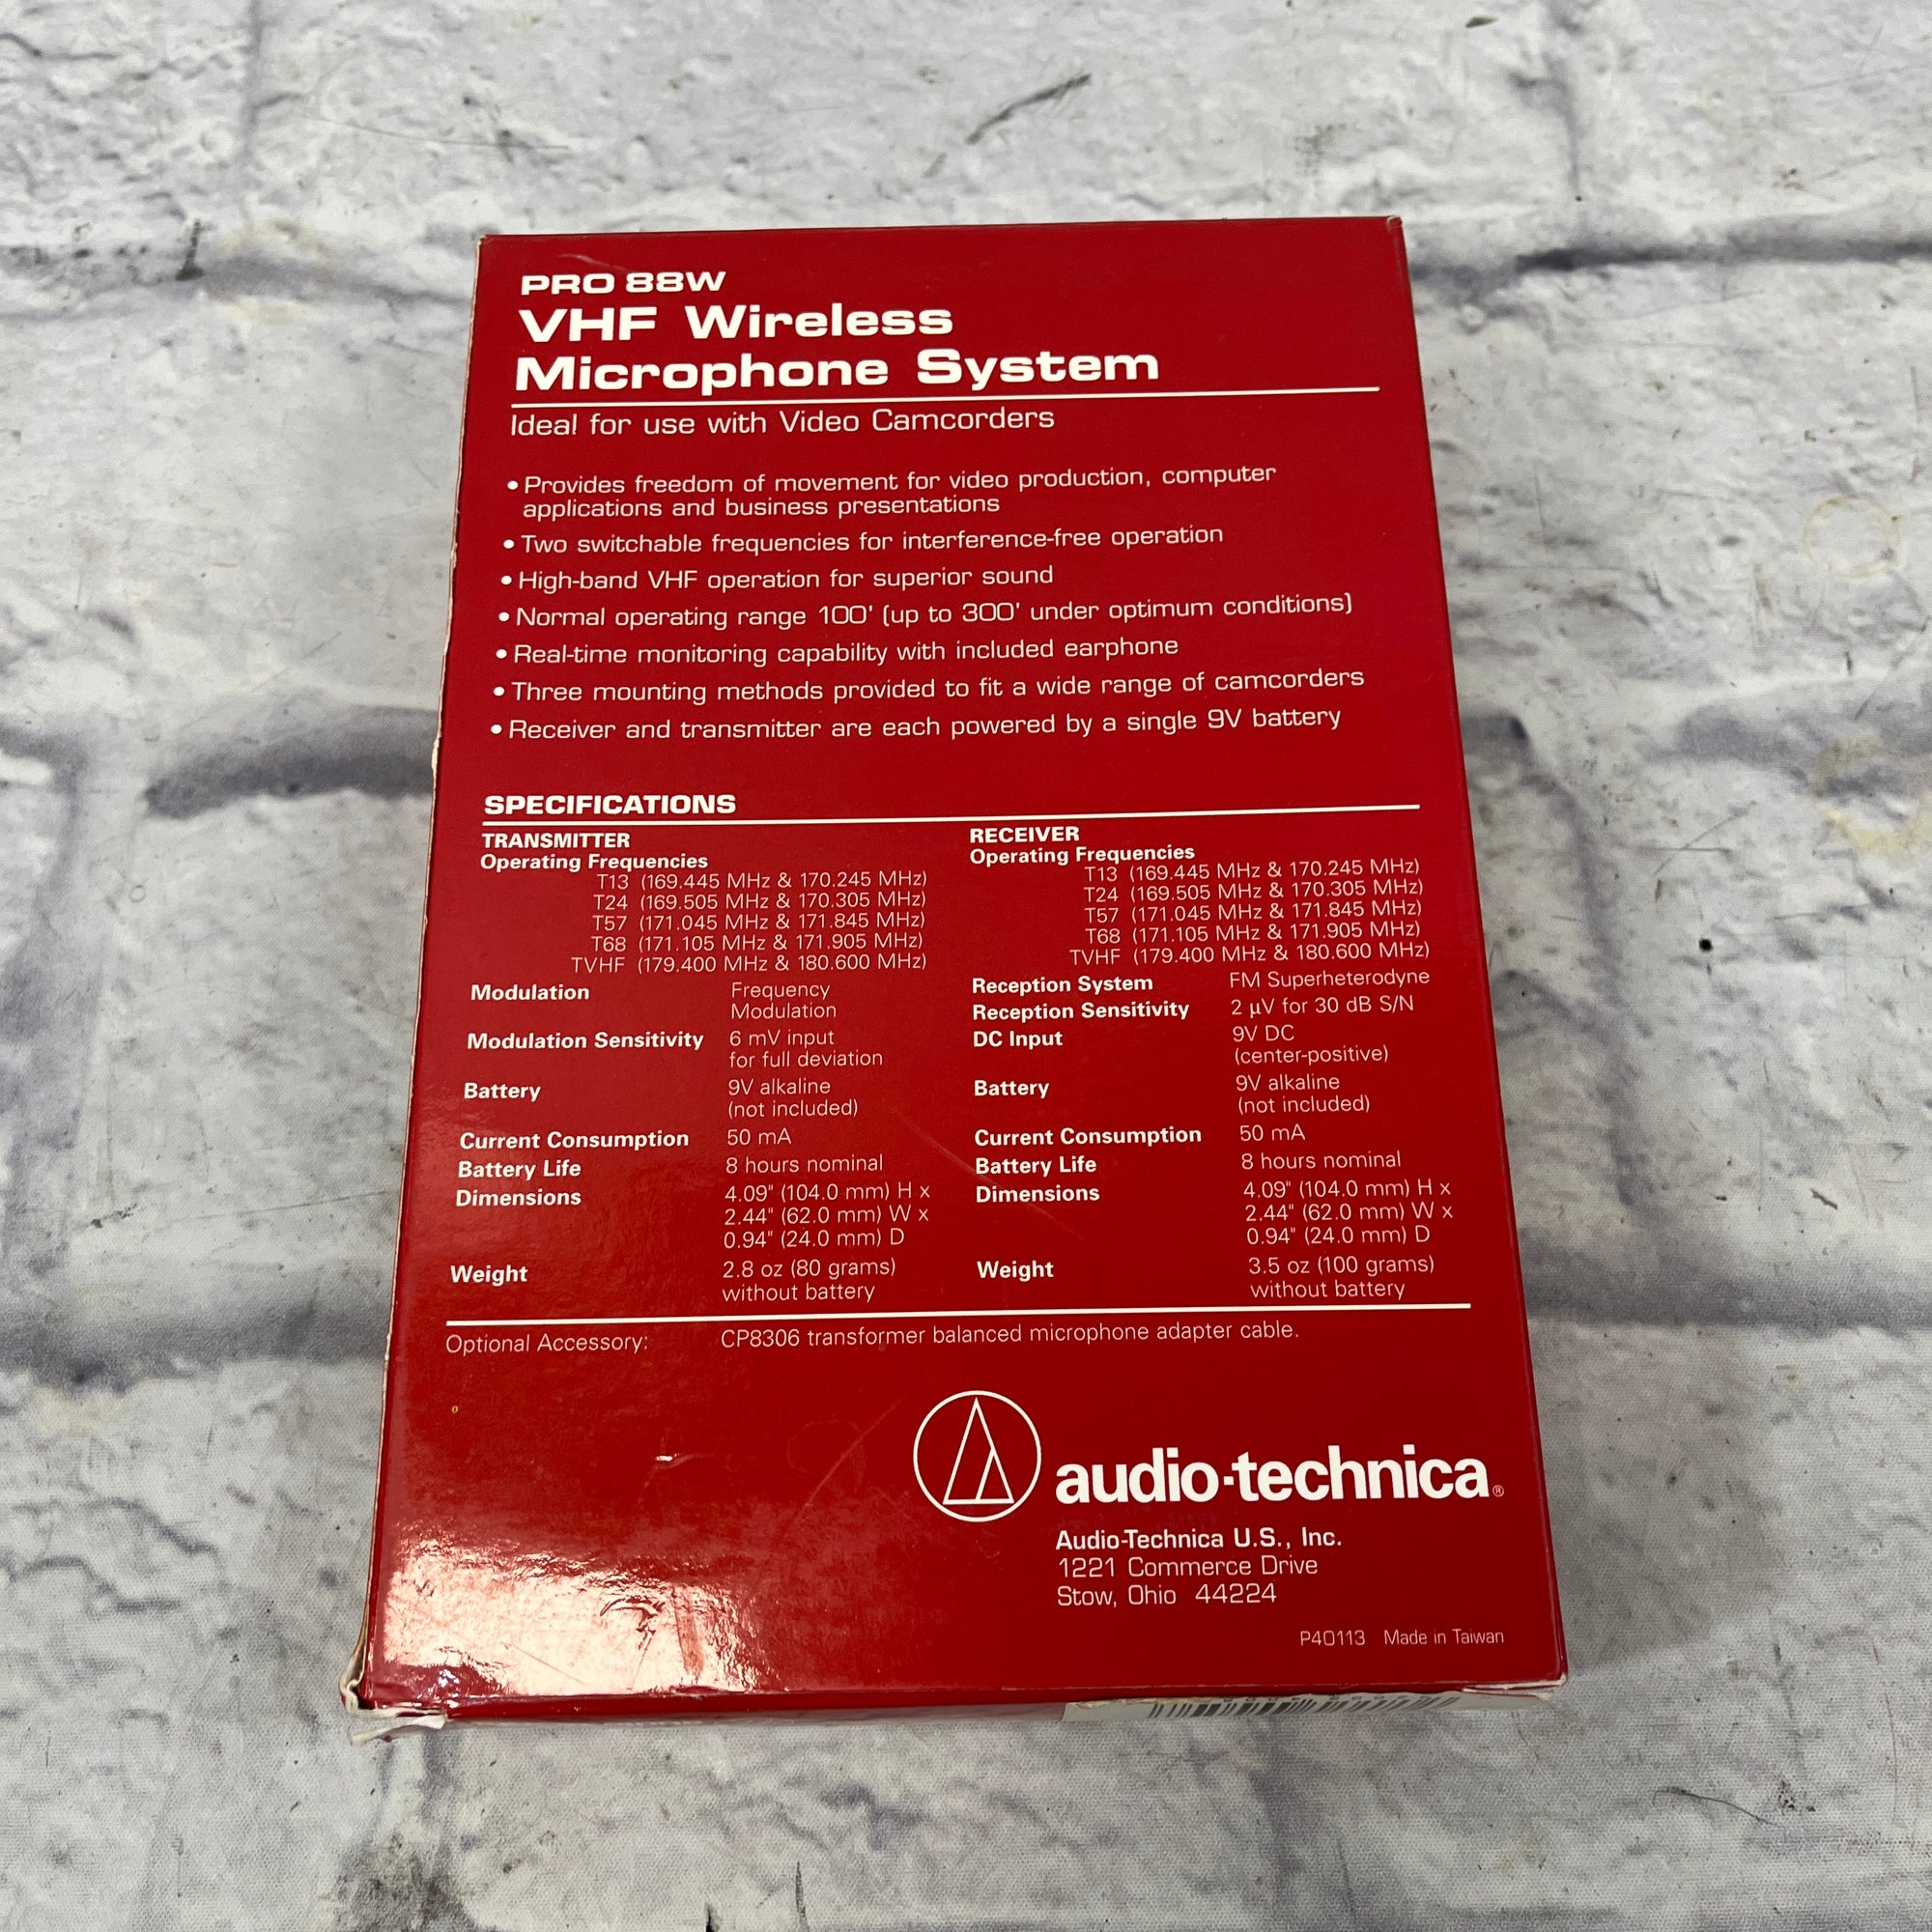 PRO 88W
VHF Wireless
Microphone System
Ideal for use with Video Camcorders
• Provides freedom of movement for video production, computer
applications and business presentations
• Two switchable frequencies for interference-free operation
• High-band VHF operation for superior sound
• Normal operating range 100' (up to 300' under optimum conditions)
• Real-time monitoring capability with included earphone
• Three mounting methods provided to fit a wide range of camcorders
• Receiver and transmitter are each powered by a single 9V battery
SPECIFICATIONS
TRANSMITTER
Operating Frequencies
T13 (169.445 MHz & 170.245 MHz)
T24 (169.505 MHz & 170.305 MHz)
T57 (171.045 MHz & 171.845 MHz)
T68 (171.105 MHz & 171.905 MHz)
TVHF (179.400 MHz & 180.600 MHz)
Modulation Frequency
Modulation
Modulation Sensitivity 6 mV input
for full deviation
Battery 9V alkaline
(not included)
Current Consumption 50 mA
Battery Life 8 hours nominal
Dimensions 4.09" (104.0 mm) H x
2.44" (62.0 mm) W x
0.94" (24.0 mm) D
Weight 2.8 oz (80 grams)
without battery
RECEIVER
Operating Frequencies
T13 (169.445 MHz & 170.245 MHz)
T24 (169.505 MHz & 170.305 MHz)
T57 (171.045 MHz & 171.845 MHz)
T68 (171.105 MHz & 171.905 MHz)
TVHF (179.400 MHz & 180.600 MHz)
Reception System FM Superheterodyne
Reception Sensitivity 2 µV for 30 dB S/N
DC Input 9V DC
(center-positive)
Battery 9V alkaline
(not included)
Current Consumption 50 mA
Battery Life 8 hours nominal
Dimensions 4.09" (104.0 mm) H x
2.44" (62.0 mm) W x
0.94" (24.0 mm) D
Weight 3.5 oz (100 grams)
without battery
Optional Accessory: CP8306 transformer balanced microphone adapter cable.
audio-technica®
Audio-Technica U.S., Inc.
1221 Commerce Drive
Stow, Ohio 44224
P40113 Made in Taiwan